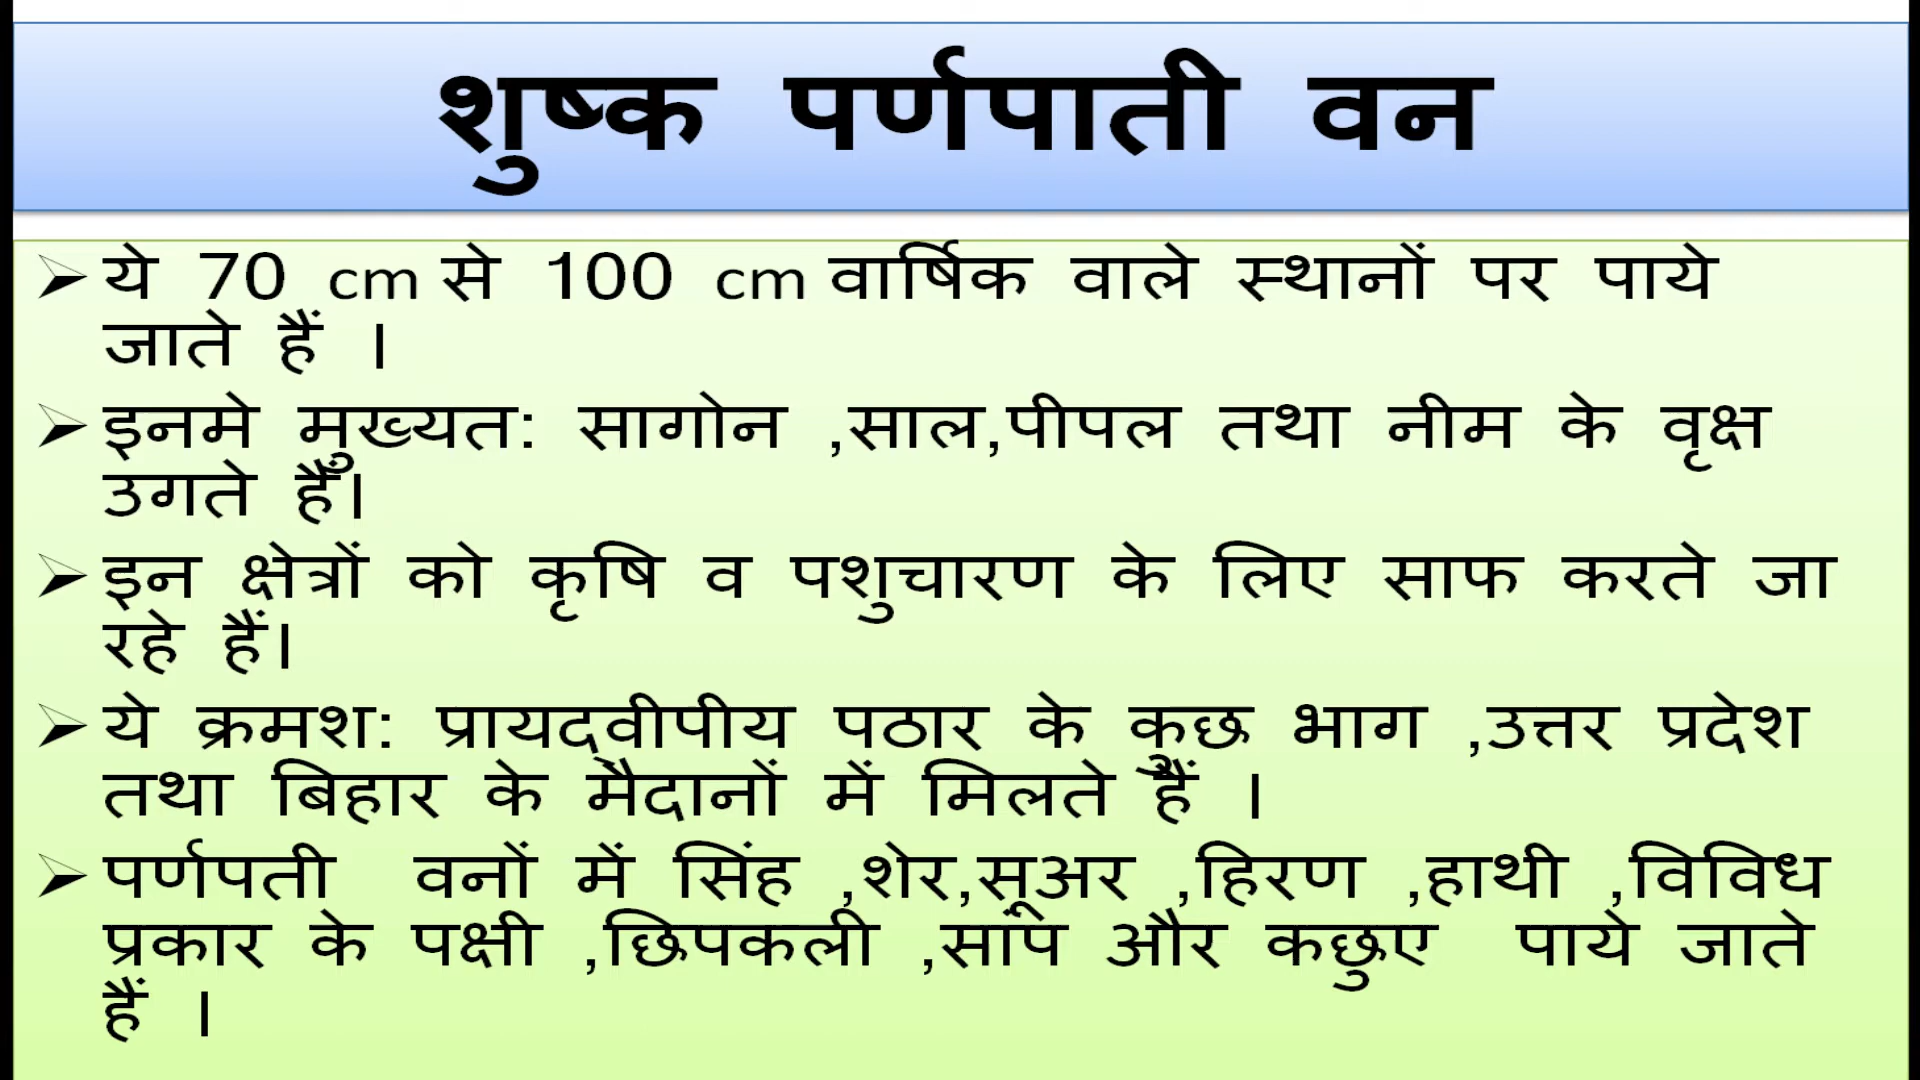 शुष्क पर्णपाती वन
ये 70 cm से 100 cm वार्षिक वाले स्थानों पर पाये
जाते हैं ।
इनमे मुख्यत: सागोन ,साल,पीपल तथा नीम के वृक्ष
उगते हैं।
इन क्षेत्रों को कृषि व पशुचारण के लिए साफ करते जा
रहे हैं।
ये क्रमश: प्रायद्वीपीय पठार के कुछ भाग ,उत्तर प्रदेश
तथा बिहार के मैदानों में मिलते हैं ।
पर्णपती वनों में सिंह ,शेर,सूअर ,हिरण ,हाथी ,विविध
प्रकार के पक्षी ,छिपकली ,सांप और कछुए पाये जाते
हैं ।